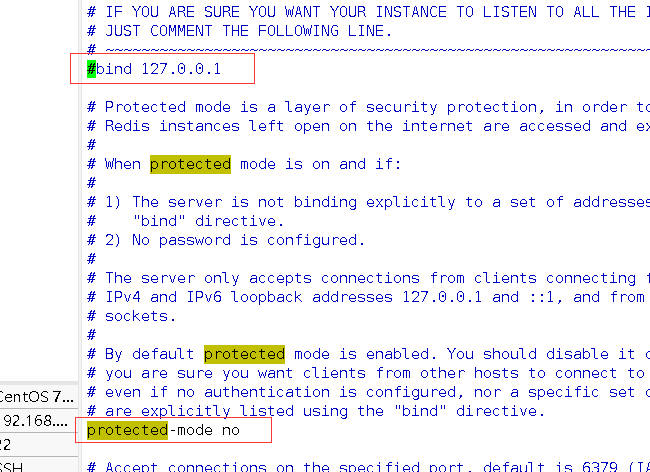 # IF YOU ARE SURE YOU WANT YOUR INSTANCE TO LISTEN TO ALL THE I
# JUST COMMENT THE FOLLOWING LINE.
# ~~~~~~~~~~~~~~~~~~~~~~~~~~~~~~~~~~~~~~~~~~~~~~~~~~~~~~~~~~~~~~
#bind 127.0.0.1
# Protected mode is a layer of security protection, in order to
# Redis instances left open on the internet are accessed and ex
#
# When protected mode is on and if:
#
# 1) The server is not binding explicitly to a set of addresses
#    "bind" directive.
# 2) No password is configured.
#
# The server only accepts connections from clients connecting f
# IPv4 and IPv6 loopback addresses 127.0.0.1 and ::1, and from
# sockets.
#
# By default protected mode is enabled. You should disable it o
# you are sure you want clients from other hosts to connect to
# even if no authentication is configured, nor a specific set o
# are explicitly listed using the "bind" directive.
protected-mode no
# Accept connections on the specified port, default is 6379 (IA
CentOS 7...
92.168....
22
SSH